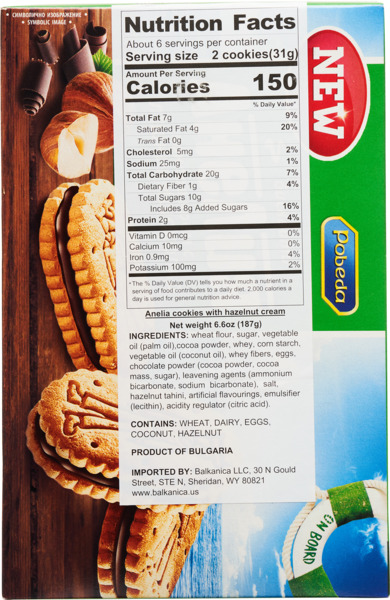 • СИМВОЛИЧНО ИЗОБРАЖЕНИЕ •
• SYMBOLIC IMAGE •
Nutrition Facts
About 6 servings per container
Serving size 2 cookies(31g)
Amount Per Serving
Calories 150
% Daily Value*
Total Fat 7g 9%
Saturated Fat 4g 20%
Trans Fat 0g
Cholesterol 5mg 2%
Sodium 25mg 1%
Total Carbohydrate 20g 7%
Dietary Fiber 1g 4%
Total Sugars 10g
Includes 8g Added Sugars 16%
Protein 2g 4%
Vitamin D 0mcg 0%
Calcium 10mg 0%
Iron 0.9mg 4%
Potassium 100mg 2%
*The % Daily Value (DV) tells you how much a nutrient in a
serving of food contributes to a daily diet. 2,000 calories a
day is used for general nutrition advice.
Anelia cookies with hazelnut cream
Net weight 6.6oz (187g)
INGREDIENTS: wheat flour, sugar, vegetable
oil (palm oil),cocoa powder, whey, corn starch,
vegetable oil (coconut oil), whey fibers, eggs,
chocolate powder (cocoa powder, cocoa
mass, sugar), leavening agents (ammonium
bicarbonate, sodium bicarbonate), salt,
hazelnut tahini, artificial flavourings, emulsifier
(lecithin), acidity regulator (citric acid).
CONTAINS: WHEAT, DAIRY, EGGS,
COCONUT, HAZELNUT
PRODUCT OF BULGARIA
IMPORTED BY: Balkanica LLC, 30 N Gould
Street, STE N, Sheridan, WY 80821
www.balkanica.us
NEW
Pobeda
ON BOARD